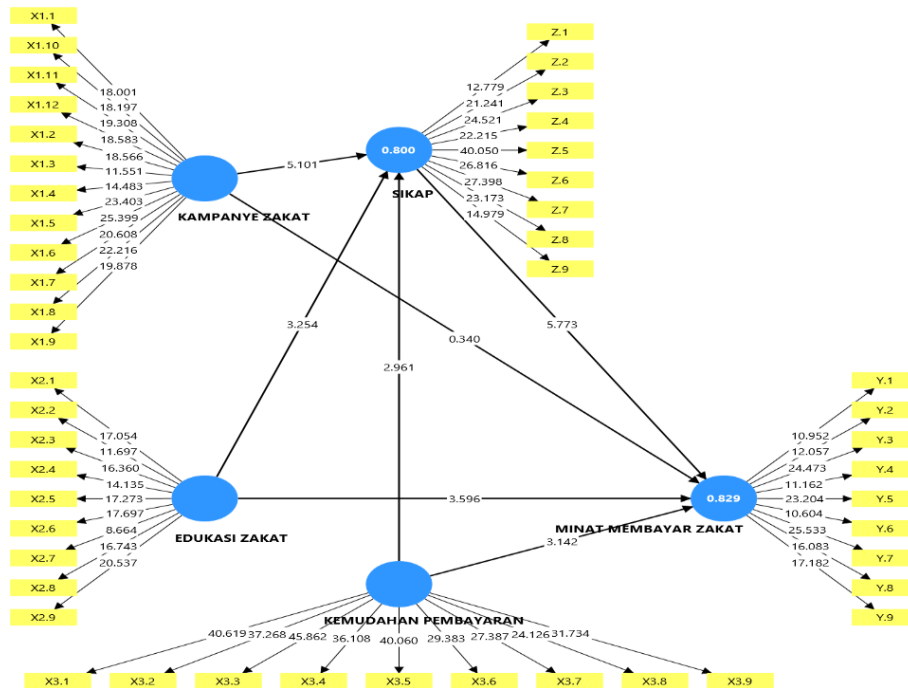 X1.1
X1.10
X1.11
X1.12
X1.2
X1.3
X1.4
X1.5
X1.6
X1.7
X1.8
X1.9
18.001
18.197
19.308
18.583
18.566
11.551
14.483
23.403
25.399
20.608
22.216
19.878
KAMPANYE ZAKAT
5.101
0.800
SIKAP
12.779
21.241
24.521
22.215
40.050
26.816
27.398
23.173
14.979
Z.1
Z.2
Z.3
Z.4
Z.5
Z.6
Z.7
Z.8
Z.9
3.254
2.961
0.340
5.773
X2.1
X2.2
X2.3
X2.4
X2.5
X2.6
X2.7
X2.8
X2.9
17.054
11.697
16.360
14.135
17.273
17.697
8.664
16.743
20.537
EDUKASI ZAKAT
3.596
3.142
0.829
MINAT MEMBAYAR ZAKAT
10.952
12.057
24.473
11.162
23.204
10.604
25.533
16.083
17.182
Y.1
Y.2
Y.3
Y.4
Y.5
Y.6
Y.7
Y.8
Y.9
KEMUDAHAN PEMBAYARAN
40.619 37.268 45.862 36.108 40.060 29.383 27.387 24.126 31.734
X3.1 X3.2 X3.3 X3.4 X3.5 X3.6 X3.7 X3.8 X3.9